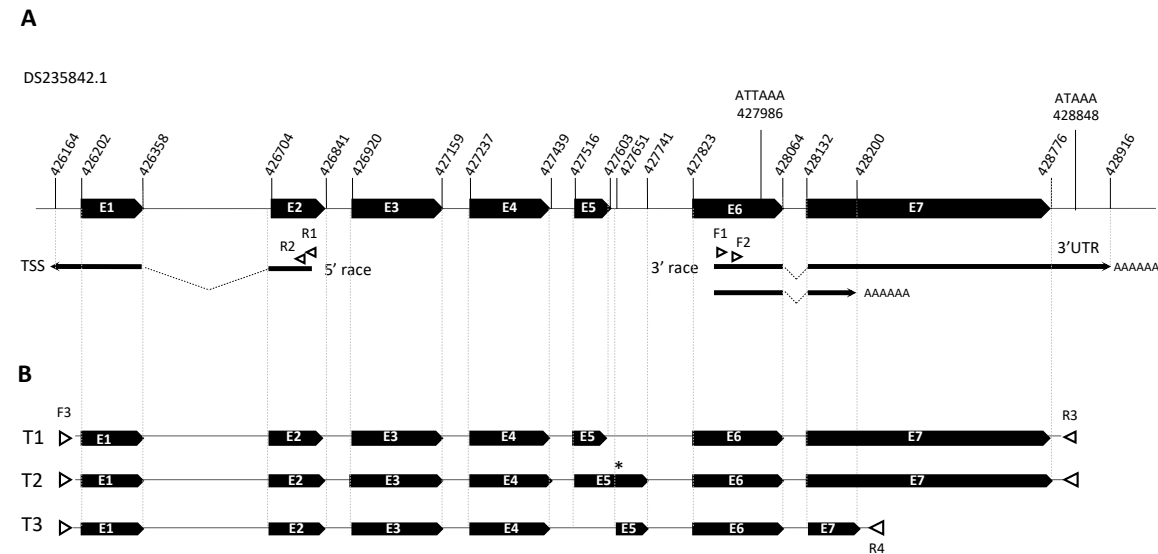 A
DS235842.1
ATTAAA
427986
ATAAA
428848
426164 426202 426358 426704 426841 426920 427159 427237 427439 427516 427603 427651 427741 427823 428064 428132 428200 428776 428916
E1 E2 E3 E4 E5 E6 E7
R2 R1 F1 F2
TSS 5' race 3' race 3'UTR AAAAAA
AAAAAA
B
F3 R3
T1 E1 E2 E3 E4 E5 E6 E7
*
T2 E1 E2 E3 E4 E5 E6 E7
T3 E1 E2 E3 E4 E5 E6 E7
R4